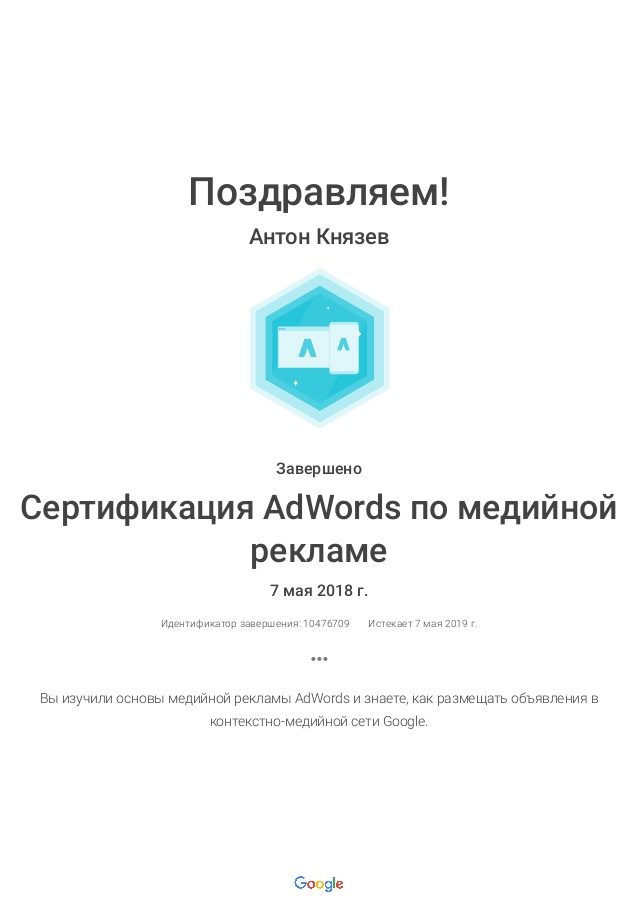 Поздравляем!
Антон Князев
Завершено
Сертификация AdWords по медийной
рекламе
7 мая 2018 г.
Идентификатор завершения: 10476709 Истекает 7 мая 2019 г.
•••
Вы изучили основы медийной рекламы AdWords и знаете, как размещать объявления в
контекстно-медийной сети Google.
Google